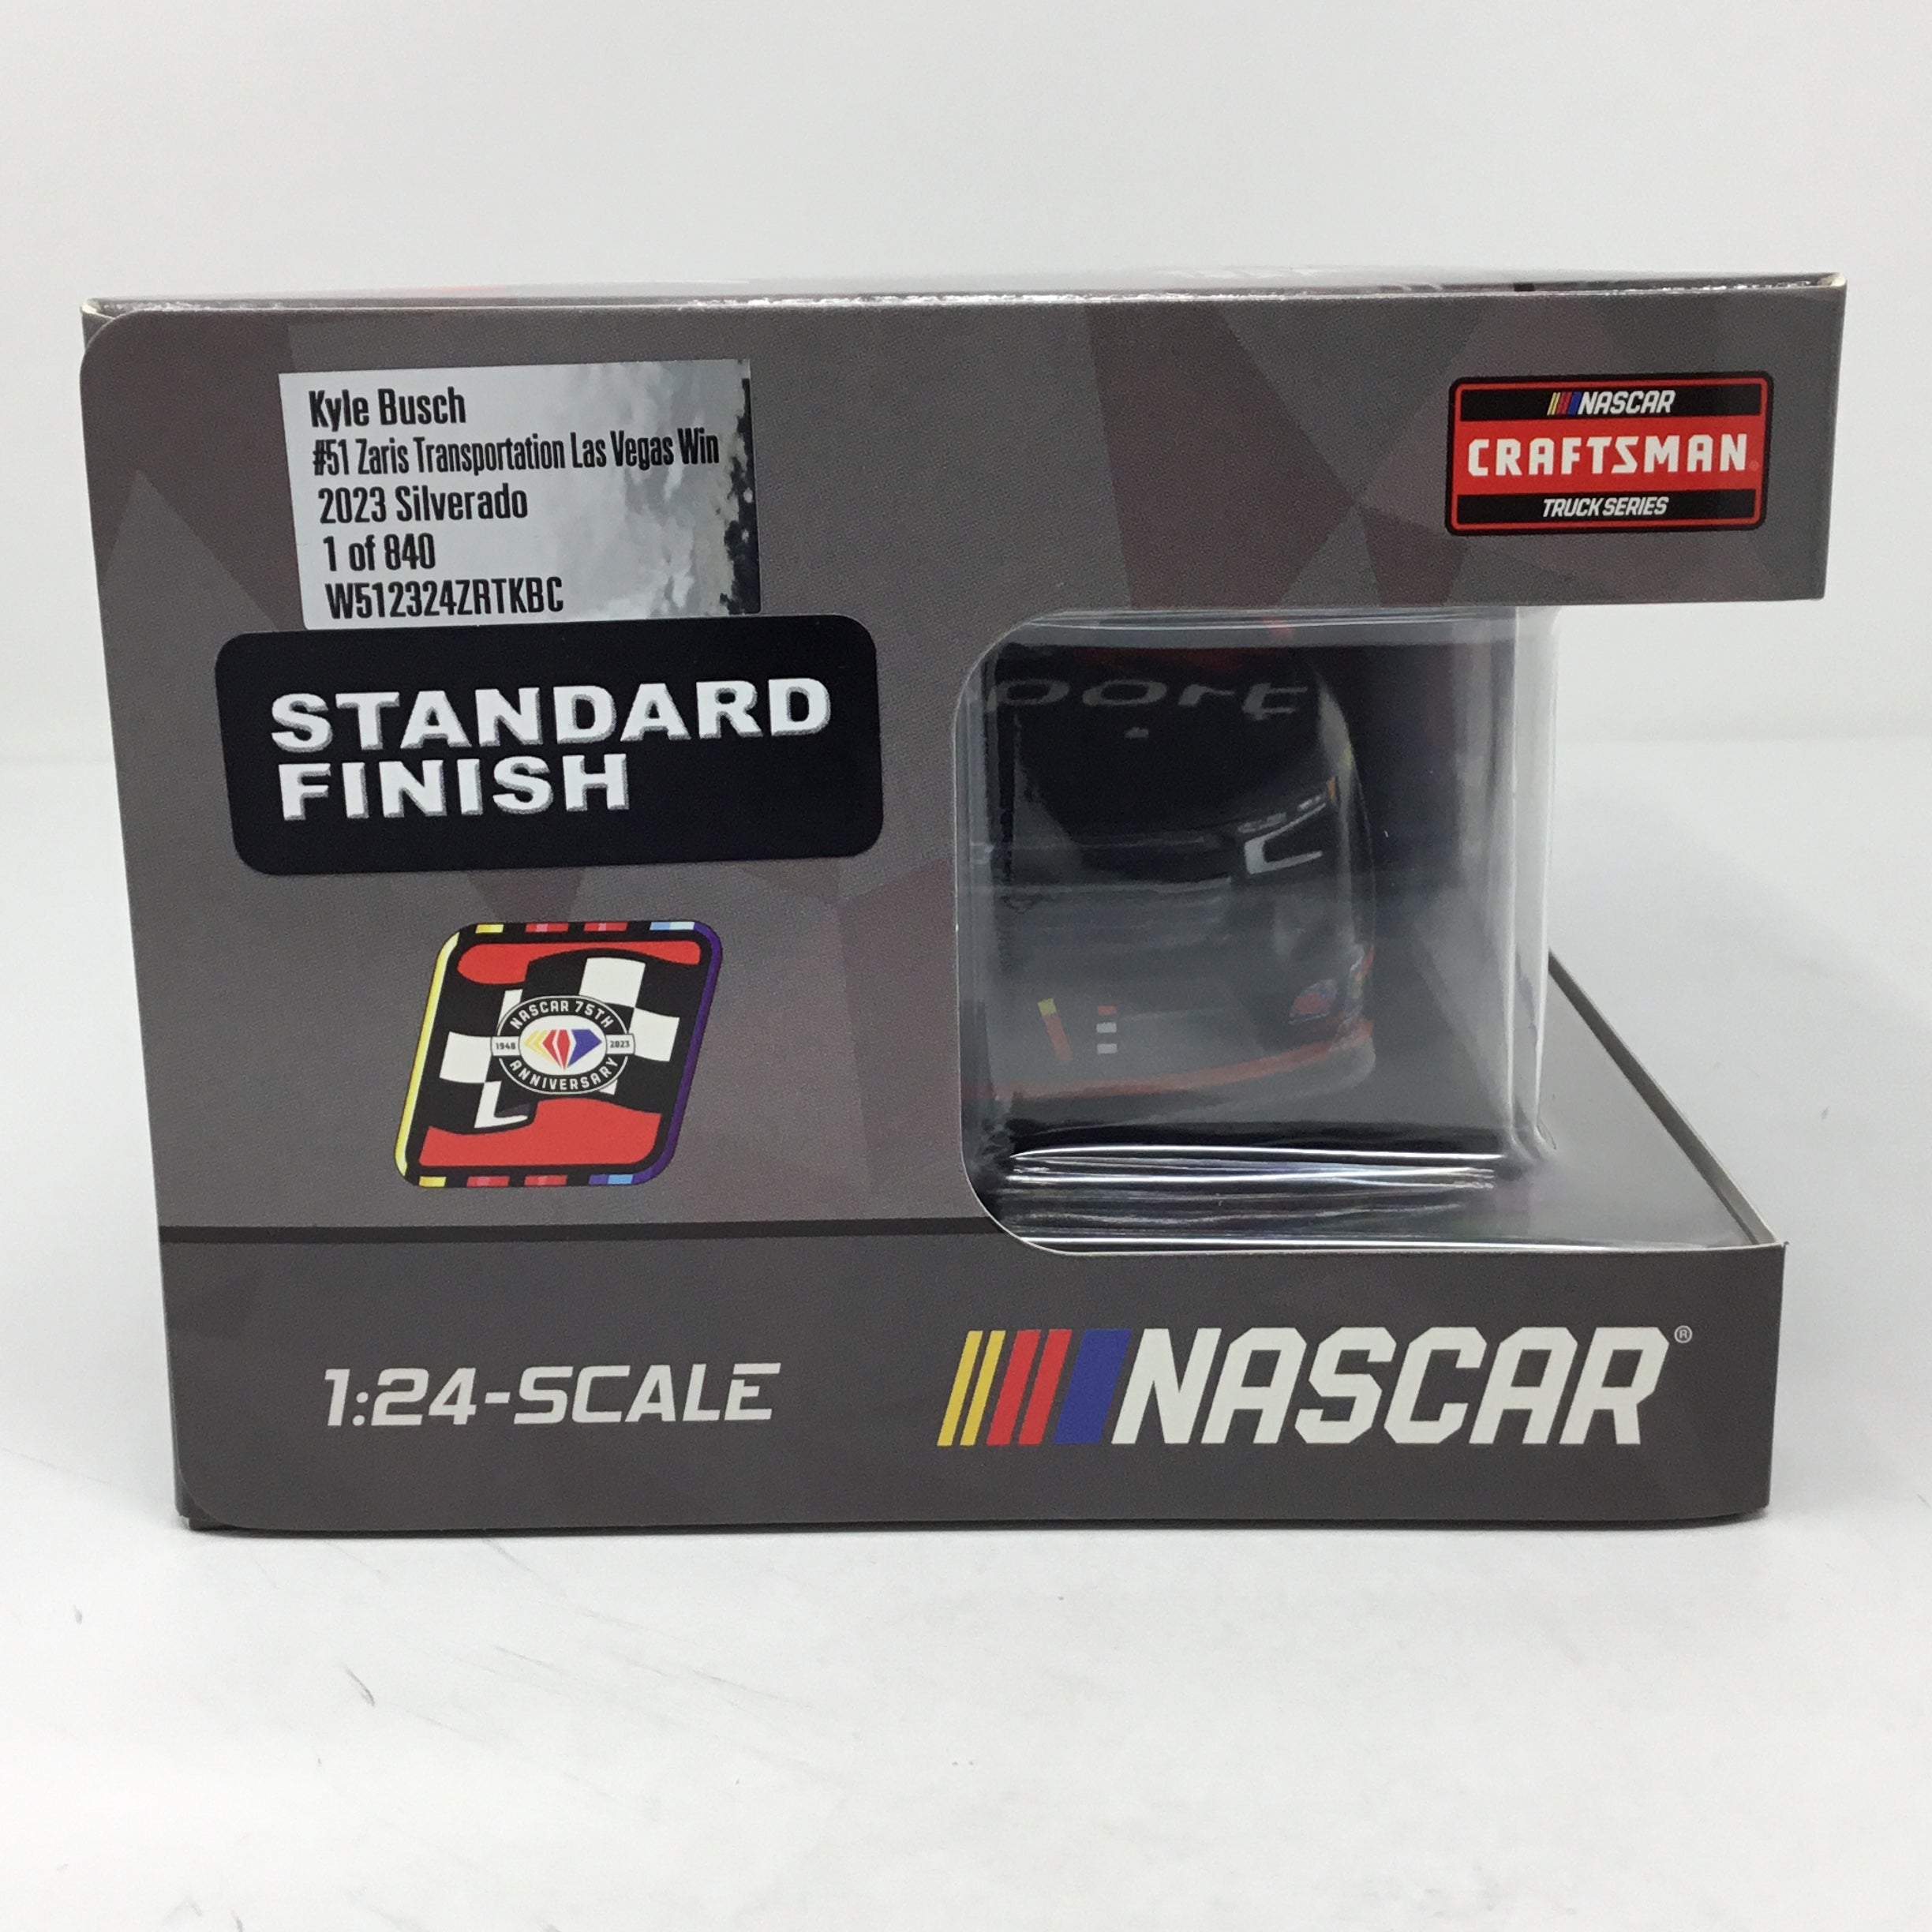 Kyle Busch
#51 Zaris Transportation Las Vegas Win
2023 Silverado
1 of 840
W512324ZRTKBC
NASCAR
CRAFTSMAN
TRUCK SERIES
STANDARD
FINISH
port
NASCAR 75TH
1948 2023
ANNIVERSARY
1:24-SCALE
NASCAR®